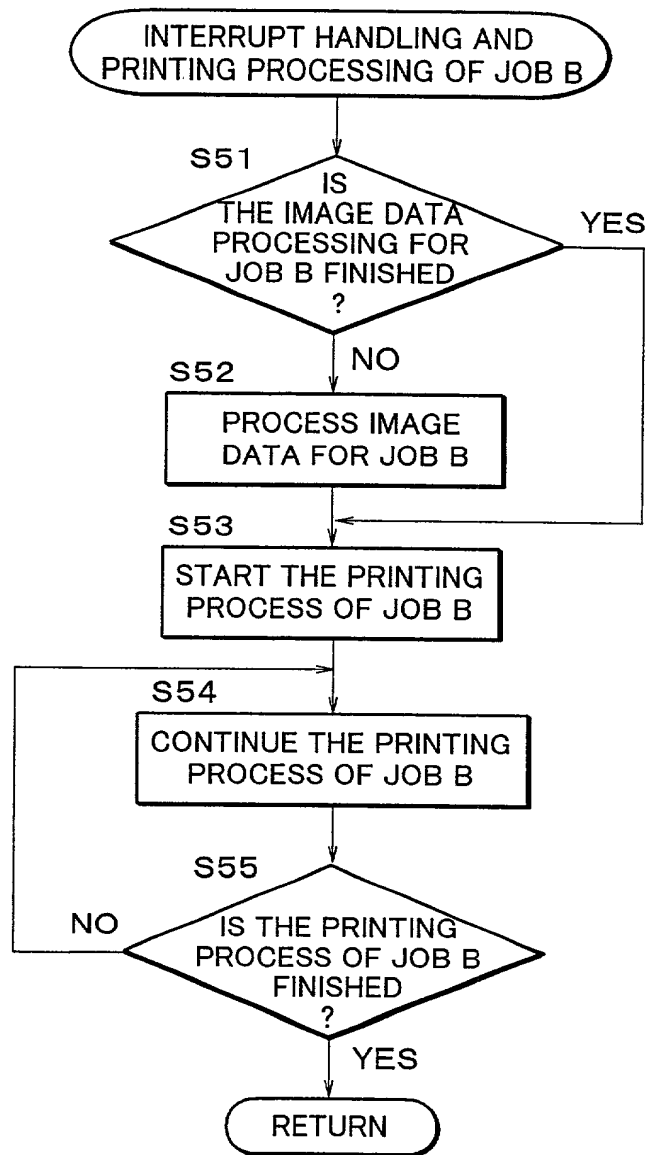 INTERRUPT HANDLING AND
PRINTING PROCESSING OF JOB B
S51
IS
THE IMAGE DATA
PROCESSING FOR
JOB B FINISHED
?
YES
NO
S52
PROCESS IMAGE
DATA FOR JOB B
S53
START THE PRINTING
PROCESS OF JOB B
S54
CONTINUE THE PRINTING
PROCESS OF JOB B
S55
NO
IS THE PRINTING
PROCESS OF JOB B
FINISHED
?
YES
RETURN